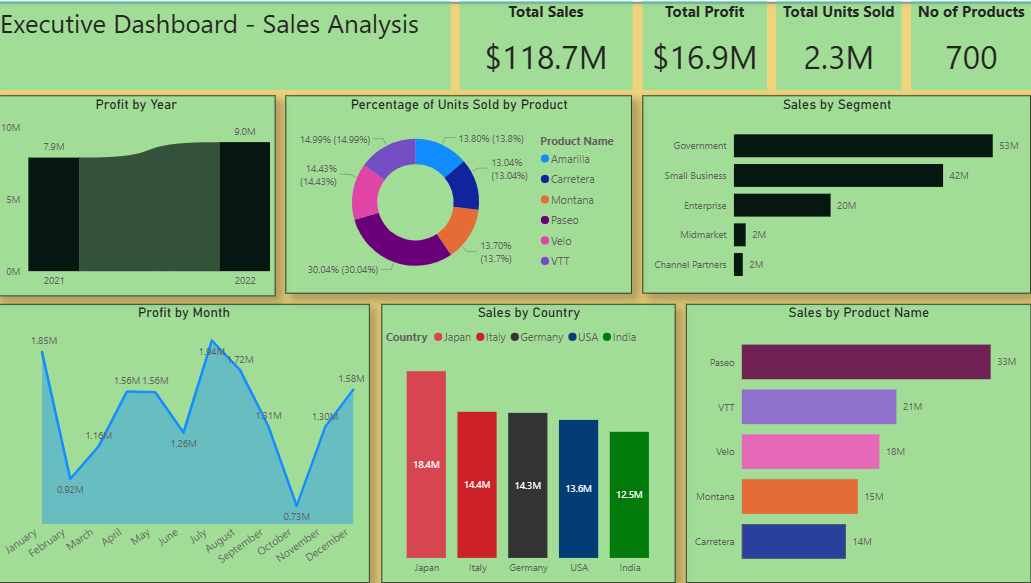 Executive Dashboard - Sales Analysis
Total Sales
$118.7M
Total Profit
$16.9M
Total Units Sold
2.3M
No of Products
700
Profit by Year
10M
5M
0M
7.9M
9.0M
2021
2022
Percentage of Units Sold by Product
14.99% (14.99%)
13.80% (13.8%)
14.43%
(14.43%)
13.04%
(13.04%)
13.70%
(13.7%)
30.04% (30.04%)
Product Name
Amarilla
Carretera
Montana
Paseo
Velo
VTT
Sales by Segment
Government 53M
Small Business 42M
Enterprise 20M
Midmarket 2M
Channel Partners 2M
Profit by Month
1.85M
0.92M
1.16M
1.56M
1.56M
1.26M
1.94M
1.72M
1.31M
0.73M
1.30M
1.58M
January
February
March
April
May
June
July
August
September
October
November
December
Sales by Country
Country Japan Italy Germany USA India
18.4M
14.4M
14.3M
13.6M
12.5M
Japan
Italy
Germany
USA
India
Sales by Product Name
Paseo 33M
VTT 21M
Velo 18M
Montana 15M
Carretera 14M